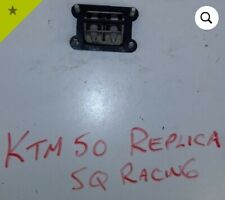 KTM 50 REPLICA
SQ RACING